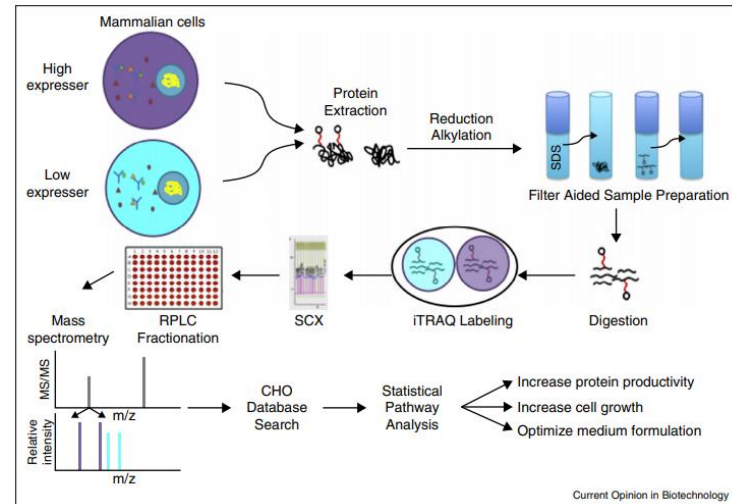 Mammalian cells
High
expresser
Low
expresser
Protein
Extraction
Reduction
Alkylation
SDS
Filter Aided Sample Preparation
Digestion
iTRAQ Labeling
SCX
RPLC
Fractionation
Mass
spectrometry
MS/MS
m/z
Relative
intensity
m/z
CHO
Database
Search
Statistical
Pathway
Analysis
Increase protein productivity
Increase cell growth
Optimize medium formulation
Current Opinion in Biotechnology